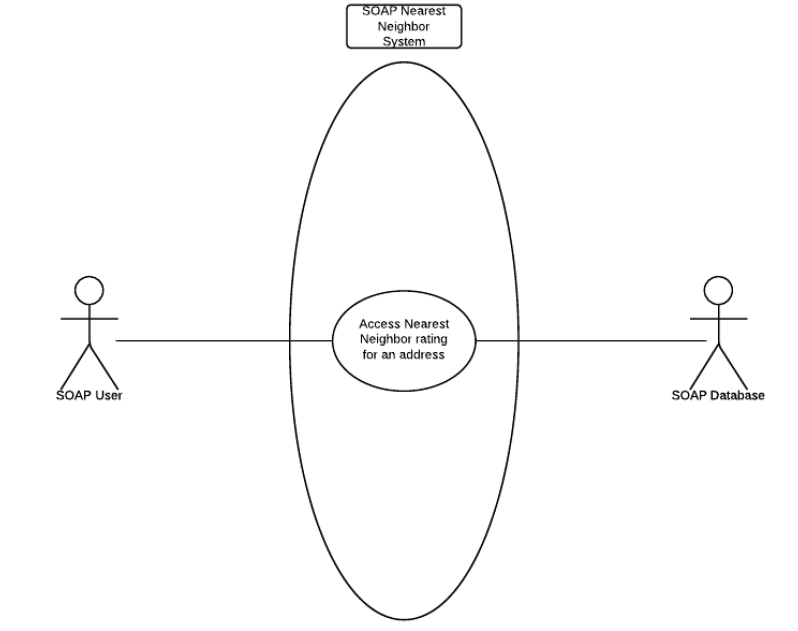 SOAP Nearest
Neighbor
System
Access Nearest
Neighbor rating
for an address
SOAP User
SOAP Database